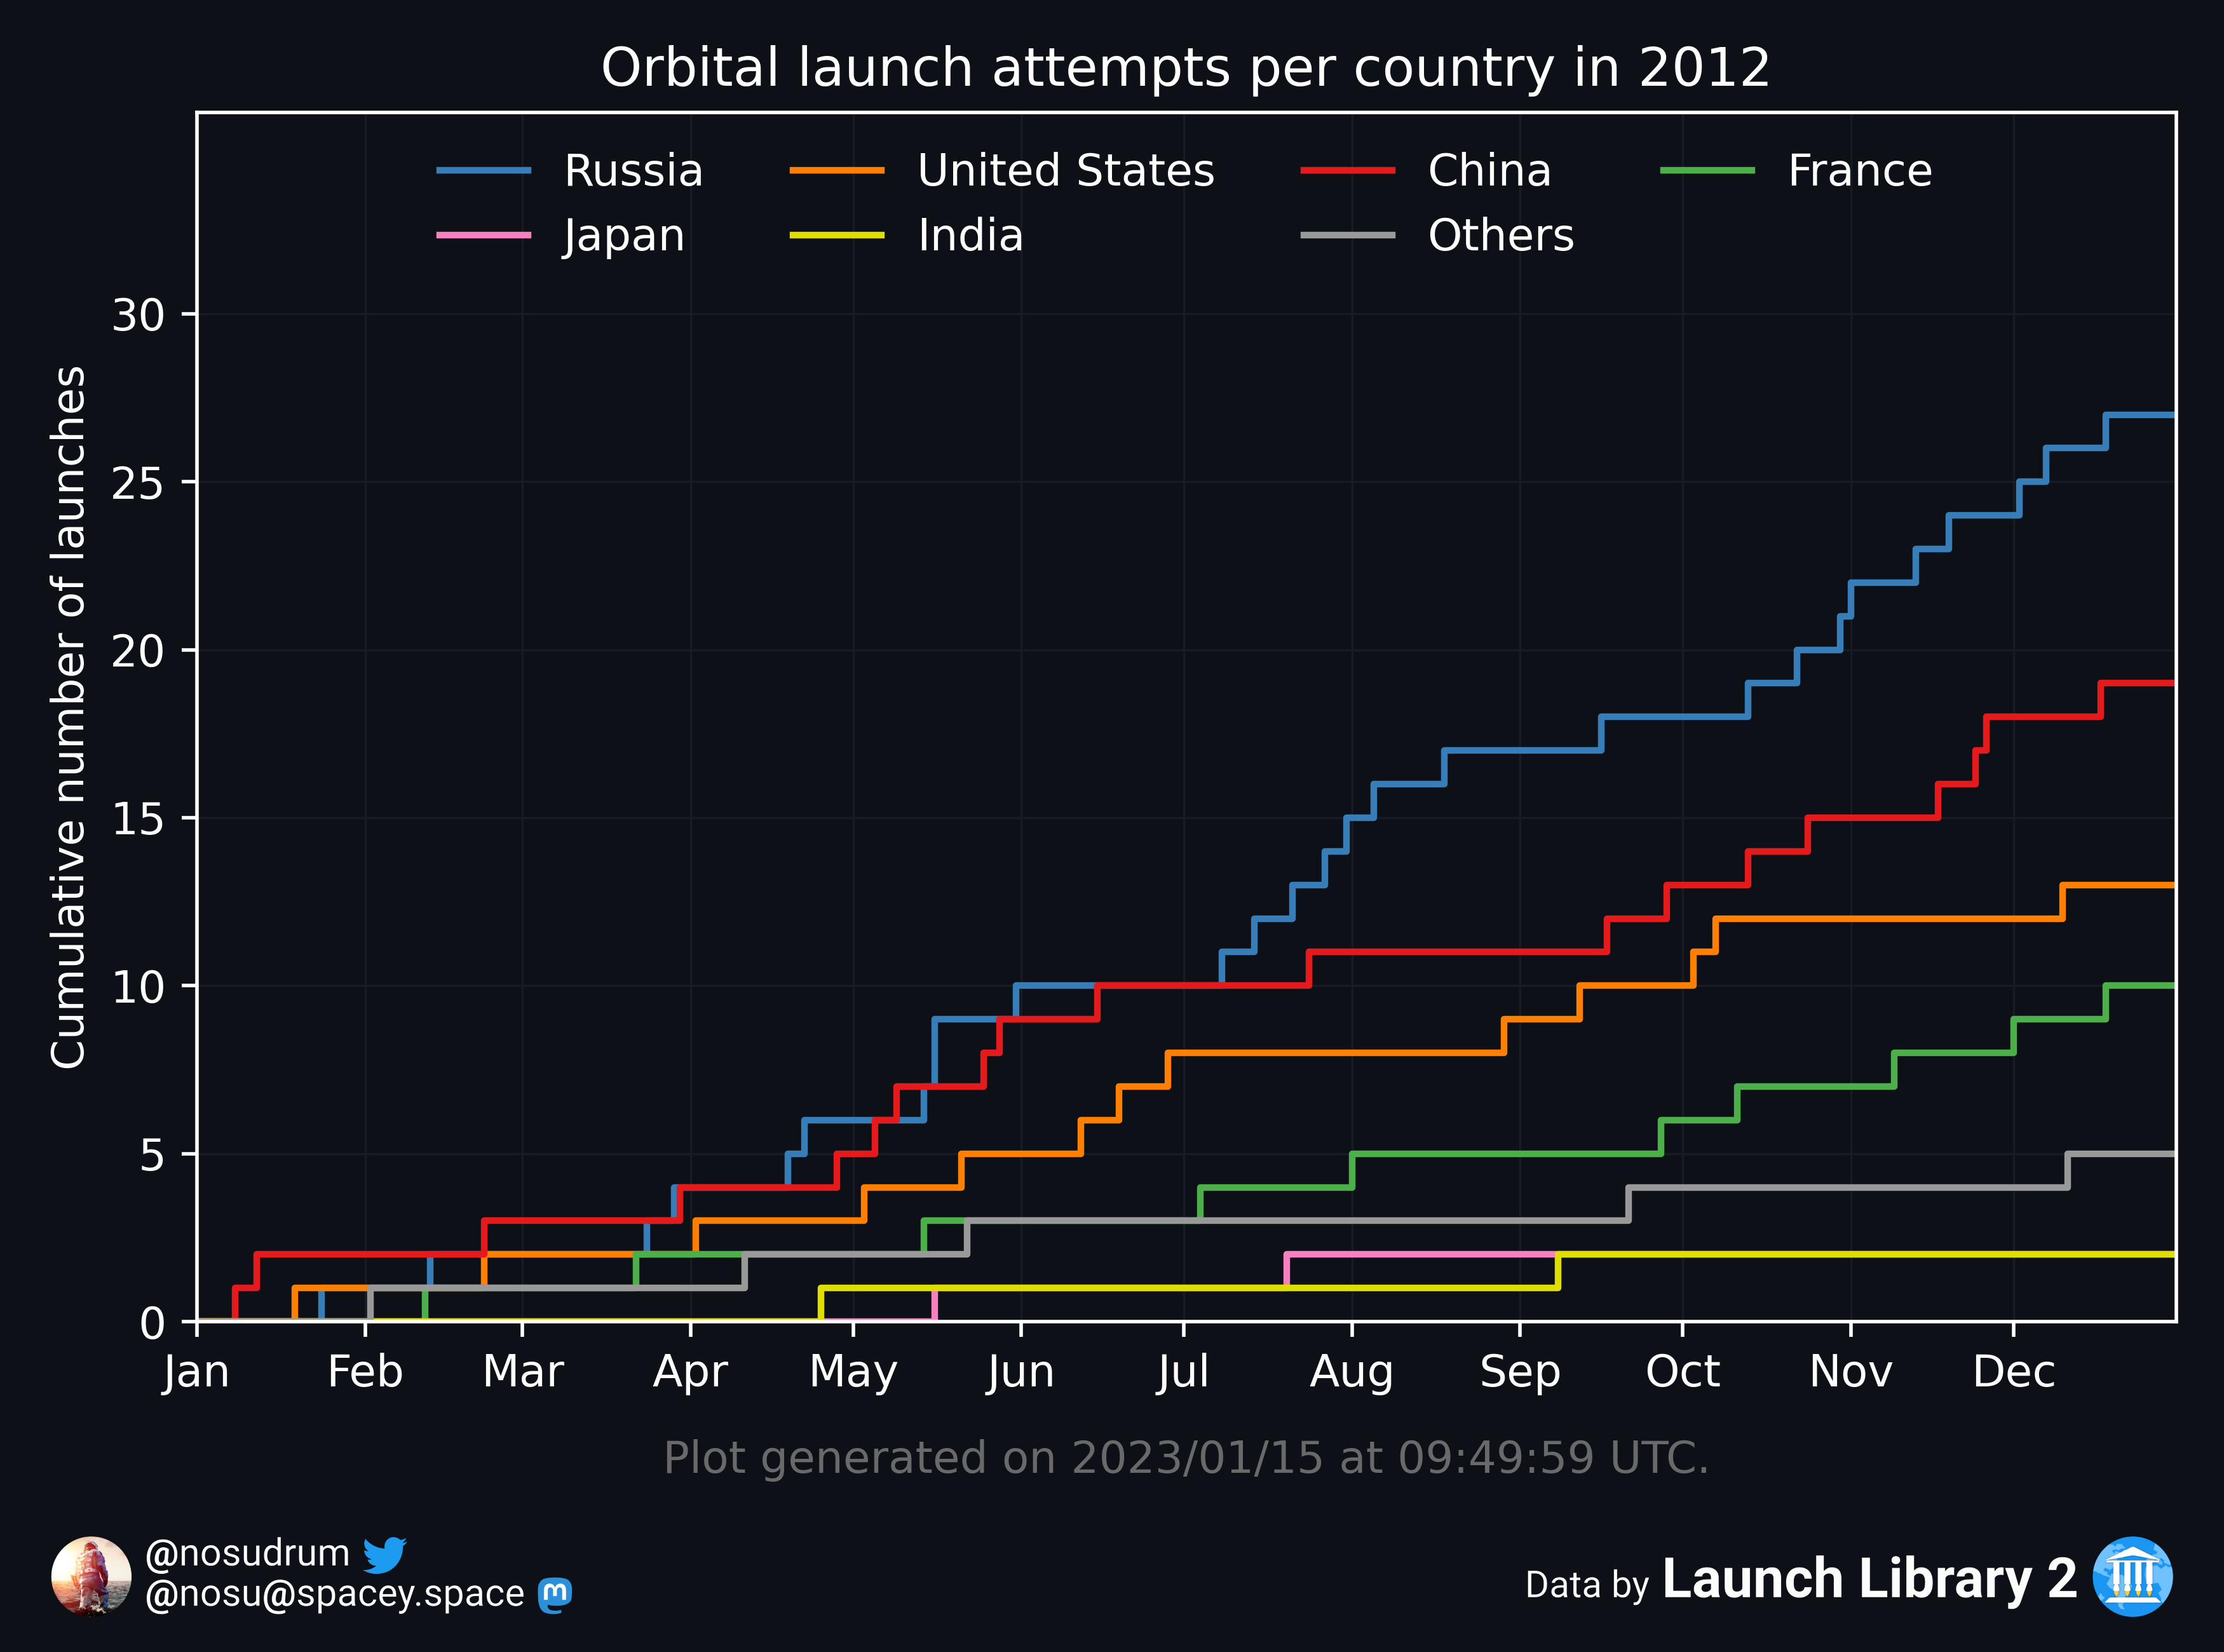 Orbital launch attempts per country in 2012
Russia United States China France
Japan India Others
Cumulative number of launches
30
25
20
15
10
5
0
Jan Feb Mar Apr May Jun Jul Aug Sep Oct Nov Dec
Plot generated on 2023/01/15 at 09:49:59 UTC.
@nosudrum
@nosu@spacey.space
Data by Launch Library 2